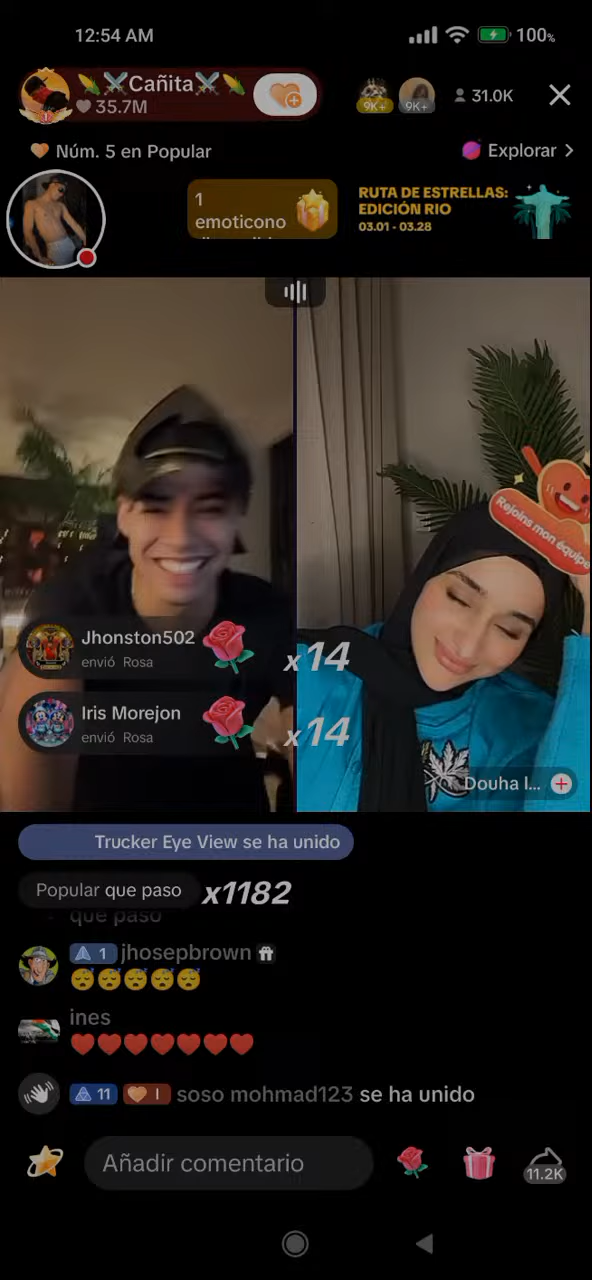 12:54 AM
100%
🌽⚔️Cañita⚔️🌽
35.7M
9K+
9K+
31.0K
Núm. 5 en Popular
Explorar
1
emoticono
RUTA DE ESTRELLAS:
EDICIÓN RIO
03.01 - 03.28
Rejoins mon équipe
Jhonston502
envió Rosa
x14
Iris Morejon
envió Rosa
x14
Douha l...
Trucker Eye View se ha unido
Popular que paso x1182
que paso
1 jhosepbrown
😴😴😴😴😴
ines
♥️♥️♥️♥️♥️♥️♥️
11 I soso mohmad123 se ha unido
Añadir comentario
11.2K